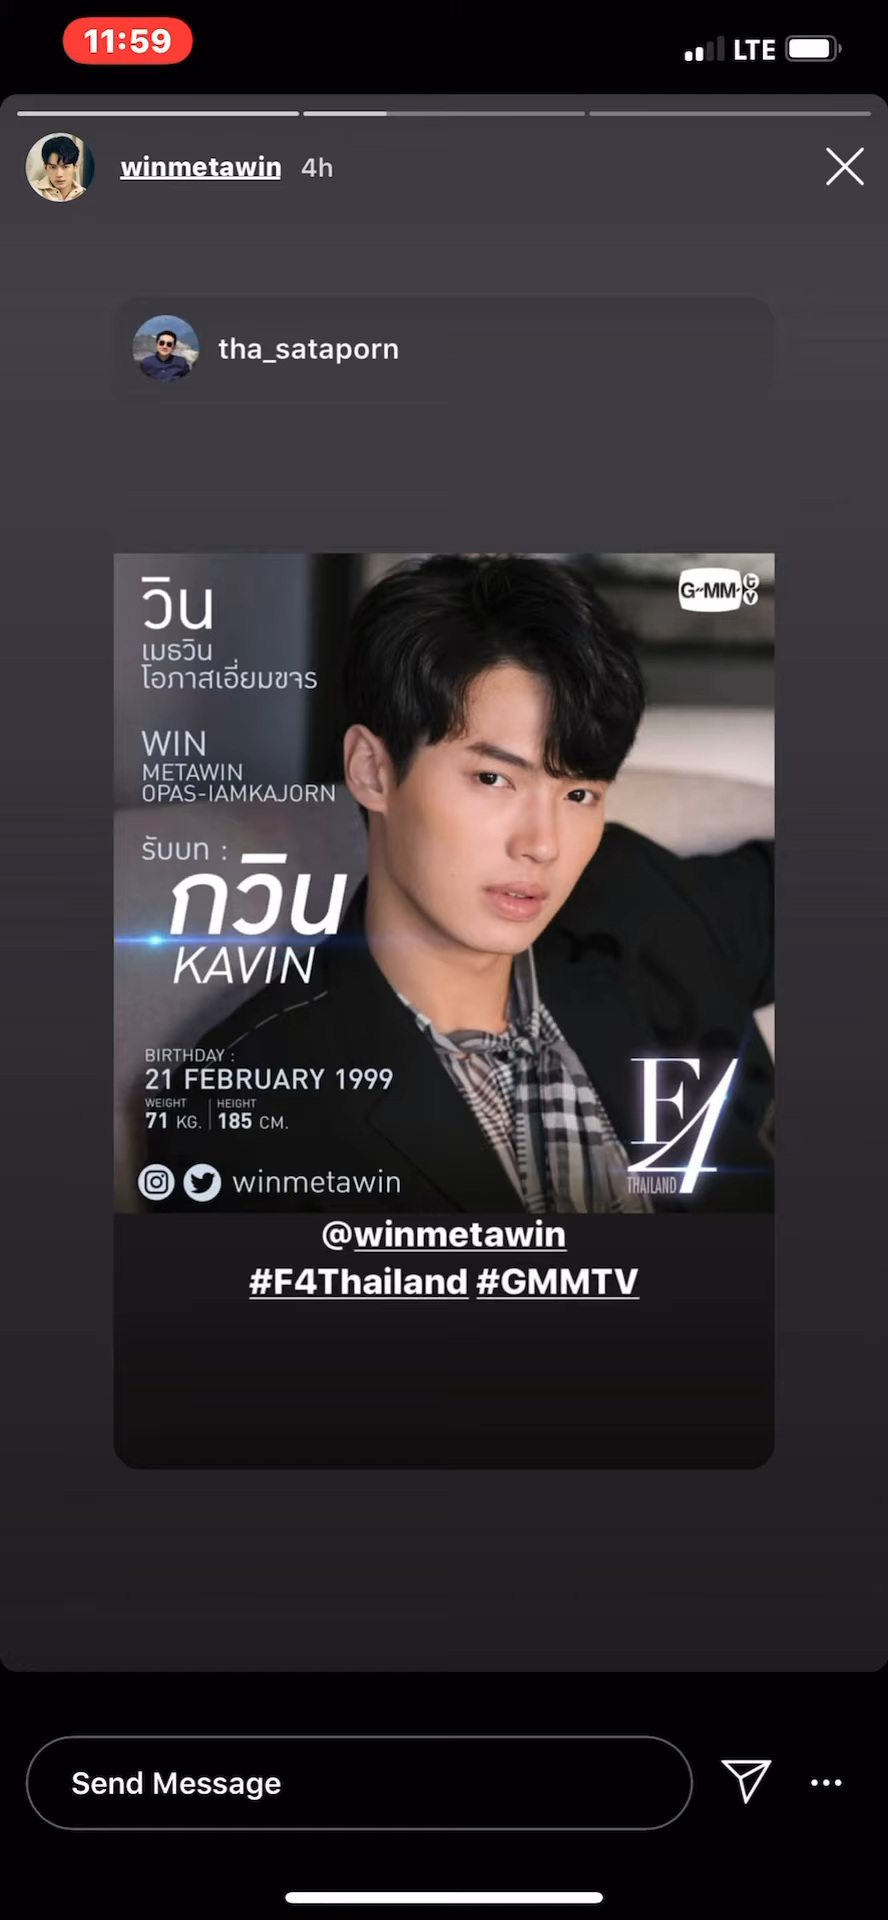 11:59
LTE
winmetawin 4h
tha_sataporn
วิน
เมธวิน
โอภาสเอี่ยมขจร
GMM
TV
WIN
METAWIN
OPAS-IAMKAJORN
รับบท :
กวิน
KAVIN
BIRTHDAY :
21 FEBRUARY 1999
WEIGHT HEIGHT
71 KG. 185 CM.
winmetawin
F4
THAILAND
@winmetawin
#F4Thailand #GMMTV
Send Message